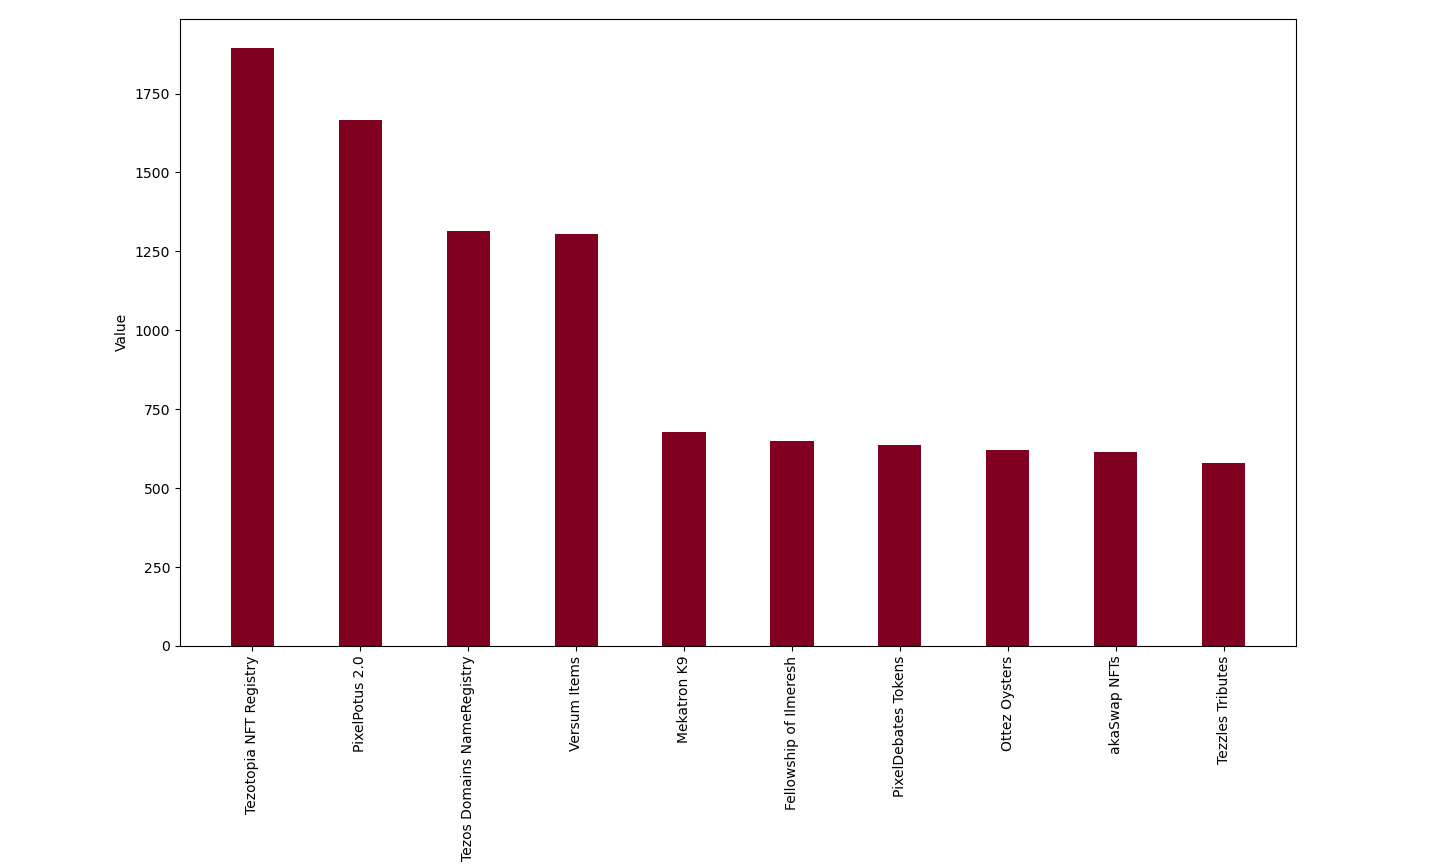 Value
1750
1500
1250
1000
750
500
250
0
Tezotopia NFT Registry
PixelPotus 2.0
Tezos Domains NameRegistry
Versum Items
Mekatron K9
Fellowship of Ilmeresh
PixelDebates Tokens
Ottez Oysters
akaSwap NFTs
Tezzles Tributes